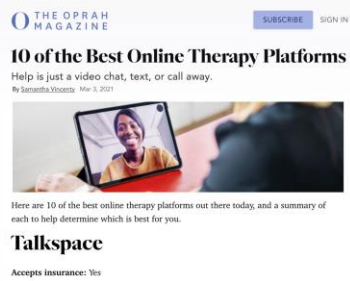 O THE OPRAH
MAGAZINE
SUBSCRIBE SIGN IN
10 of the Best Online Therapy Platforms
Help is just a video chat, text, or call away.
By Samantha Vincenty Mar 3, 2021
Here are 10 of the best online therapy platforms out there today, and a summary of
each to help determine which is best for you.
Talkspace
Accepts insurance: Yes